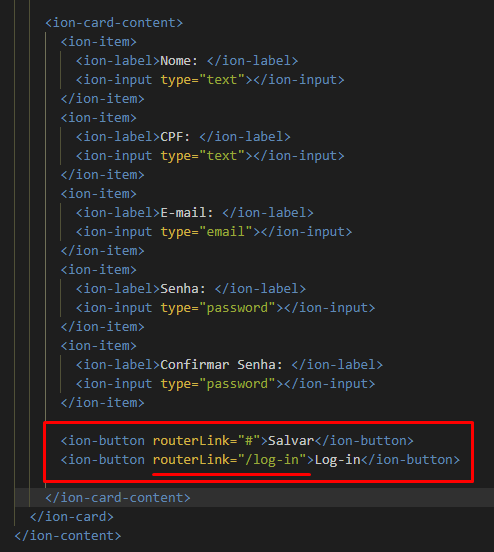 <ion-card-content>
<ion-item>
<ion-label>Nome: </ion-label>
<ion-input type="text"></ion-input>
</ion-item>
<ion-item>
<ion-label>CPF: </ion-label>
<ion-input type="text"></ion-input>
</ion-item>
<ion-item>
<ion-label>E-mail: </ion-label>
<ion-input type="email"></ion-input>
</ion-item>
<ion-item>
<ion-label>Senha: </ion-label>
<ion-input type="password"></ion-input>
</ion-item>
<ion-item>
<ion-label>Confirmar Senha: </ion-label>
<ion-input type="password"></ion-input>
</ion-item>
<ion-button routerLink="#">Salvar</ion-button>
<ion-button routerLink="/log-in">Log-in</ion-button>
</ion-card-content>
</ion-card>
</ion-content>